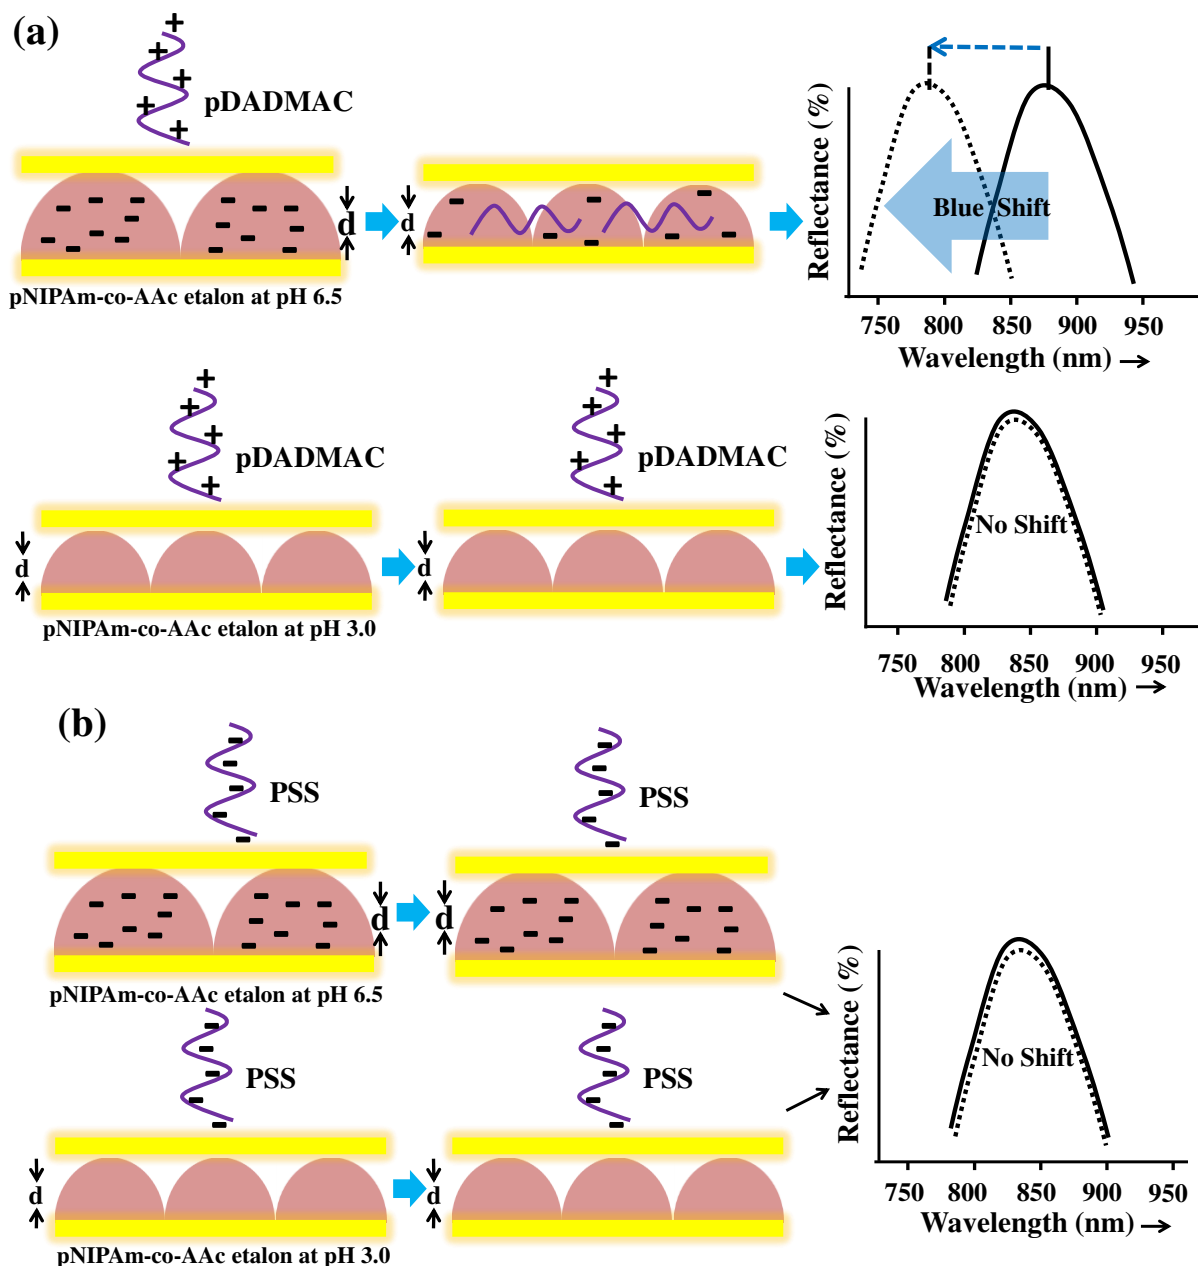 (a)
pDADMAC
d
d
pNIPAm-co-AAc etalon at pH 6.5
Reflectance (%)
Blue Shift
750 800 850 900 950
Wavelength (nm)
pDADMAC
pDADMAC
d
d
pNIPAm-co-AAc etalon at pH 3.0
Reflectance (%)
No Shift
750 800 850 900 950
Wavelength (nm)
(b)
PSS
PSS
d
d
pNIPAm-co-AAc etalon at pH 6.5
PSS
PSS
d
d
pNIPAm-co-AAc etalon at pH 3.0
Reflectance (%)
No Shift
750 800 850 900 950
Wavelength (nm)